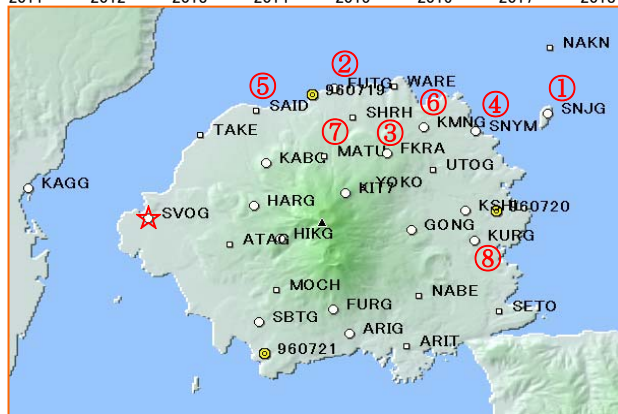 ② ① NAKN
⑤ FUTG WARE
960719
SAID SHRH ⑥ ④ SNJG
TAKE KMNG SNYM
⑦ ③
KABG MATU FKRA UTOG
KAGG YOKO
KIT7
HARG KSHI 960720
SVOG
GONG KURG
ATAG HIKG
⑧
MOCH NABE
FURG SETO
SBTG ARIG
960721 ARIT